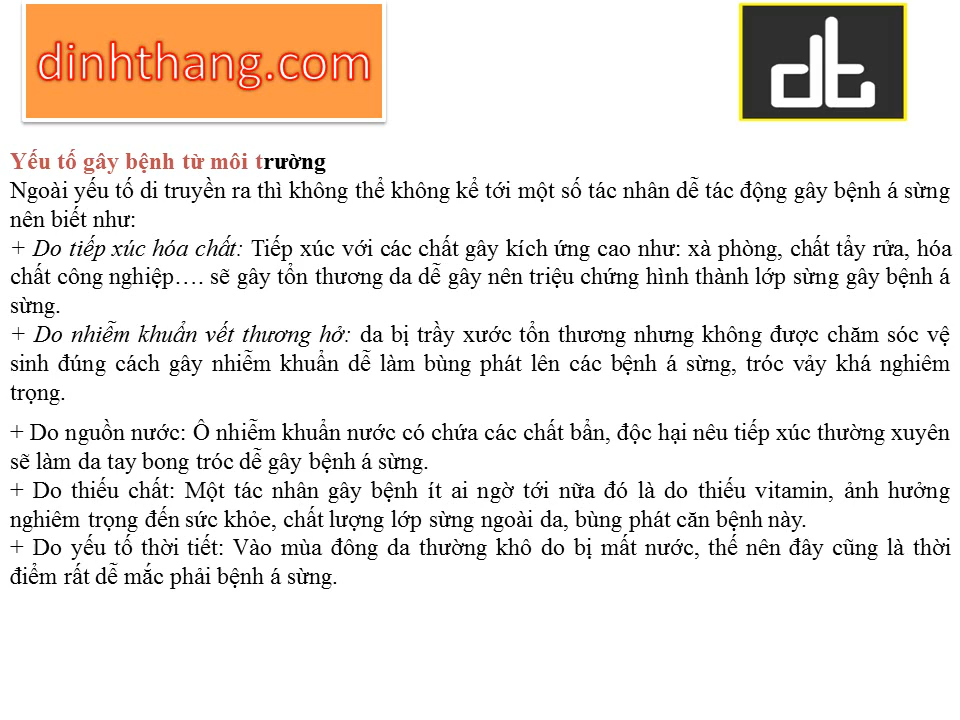 dinhthang.com
dt
Yếu tố gây bệnh từ môi trường
Ngoài yếu tố di truyền ra thì không thể không kể tới một số tác nhân dễ tác động gây bệnh á sừng
nên biết như:
+ Do tiếp xúc hóa chất: Tiếp xúc với các chất gây kích ứng cao như: xà phòng, chất tẩy rửa, hóa
chất công nghiệp…. sẽ gây tổn thương da dễ gây nên triệu chứng hình thành lớp sừng gây bệnh á
sừng.
+ Do nhiễm khuẩn vết thương hở: da bị trầy xước tổn thương nhưng không được chăm sóc vệ
sinh đúng cách gây nhiễm khuẩn dễ làm bùng phát lên các bệnh á sừng, tróc vảy khá nghiêm
trọng.
+ Do nguồn nước: Ô nhiễm khuẩn nước có chứa các chất bẩn, độc hại nêu tiếp xúc thường xuyên
sẽ làm da tay bong tróc dễ gây bệnh á sừng.
+ Do thiếu chất: Một tác nhân gây bệnh ít ai ngờ tới nữa đó là do thiếu vitamin, ảnh hưởng
nghiêm trọng đến sức khỏe, chất lượng lớp sừng ngoài da, bùng phát căn bệnh này.
+ Do yếu tố thời tiết: Vào mùa đông da thường khô do bị mất nước, thế nên đây cũng là thời
điểm rất dễ mắc phải bệnh á sừng.